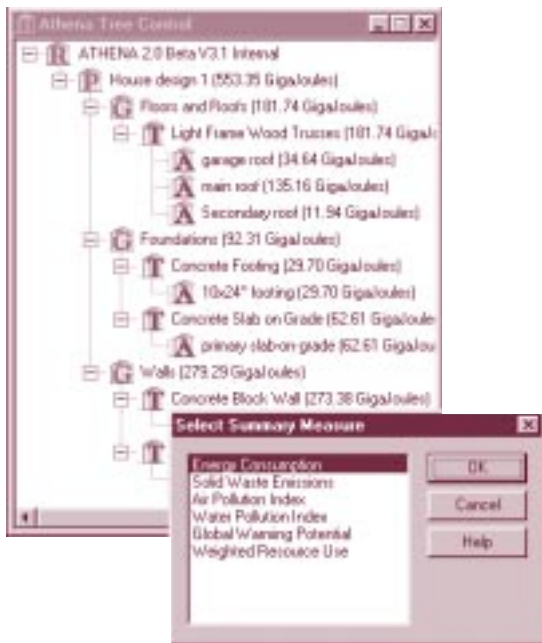 Athena Tree Control
R ATHENA 2.0 Beta V3.1 Internal
P House design 1 (553.35 GigaJoules)
G Floors and Roofs (181.74 GigaJoules)
T Light Frame Wood Trusses (181.74 GigaJ
A garage roof (34.64 GigaJoules)
A main roof (135.16 GigaJoules)
A Secondary roof (11.94 GigaJoules)
G Foundations (92.31 GigaJoules)
T Concrete Footing (29.70 GigaJoules)
A 10x24" footing (29.70 GigaJoules)
T Concrete Slab on Grade (62.61 GigaJoule
A primary slab-on-grade (62.61 GigaJou
G Walls (279.29 GigaJoules)
T Concrete Block Wall (273.38 GigaJoules)
T
Select Summary Measure
Energy Consumption
Solid Waste Emissions
Air Pollution Index
Water Pollution Index
Global Warming Potential
Weighted Resource Use
OK
Cancel
Help